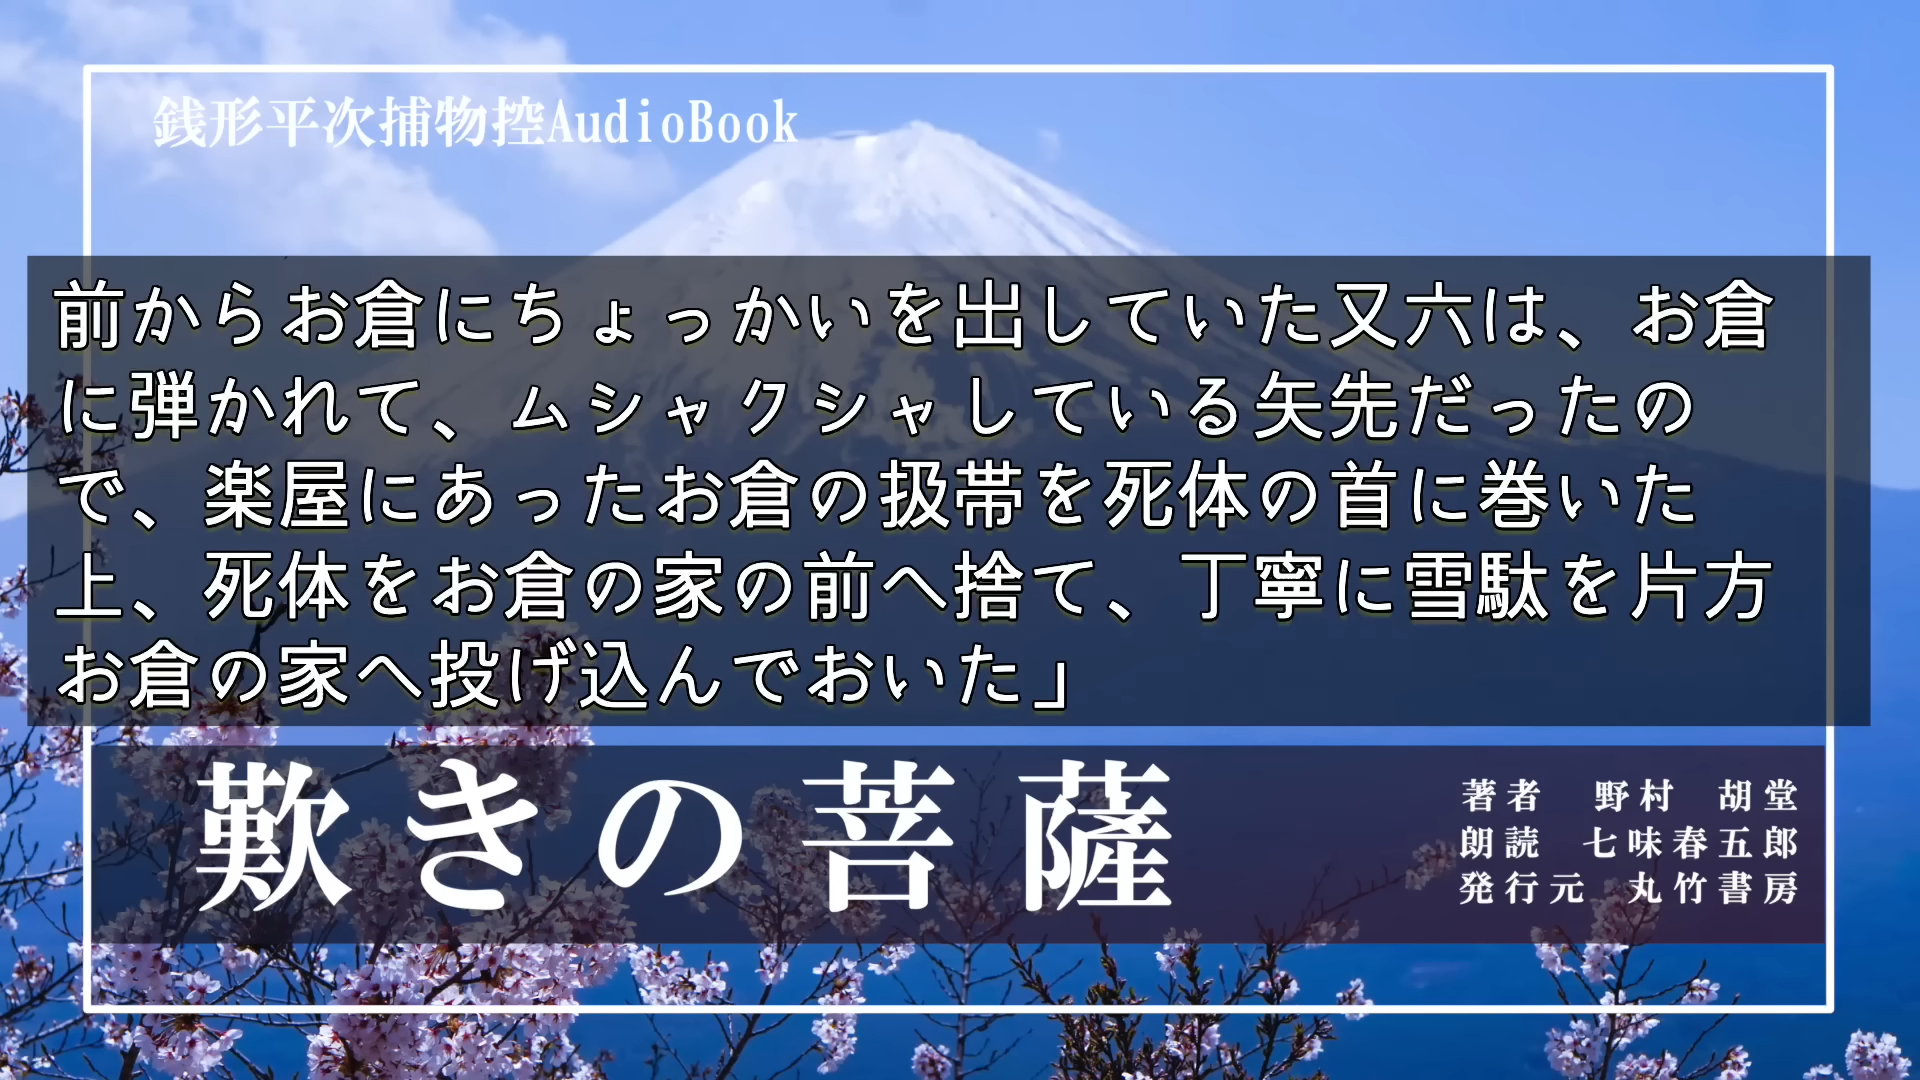 銭形平次捕物控AudioBook
前からお倉にちょっかいを出していた又六は、お倉
に弾かれて、ムシャクシャしている矢先だったの
で、楽屋にあったお倉の扱帯を死体の首に巻いた
上、死体をお倉の家の前へ捨て、丁寧に雪駄を片方
お倉の家へ投げ込んでおいた」
歎きの菩薩
著者　野村　胡堂
朗読　七味春五郎
発行元　丸竹書房